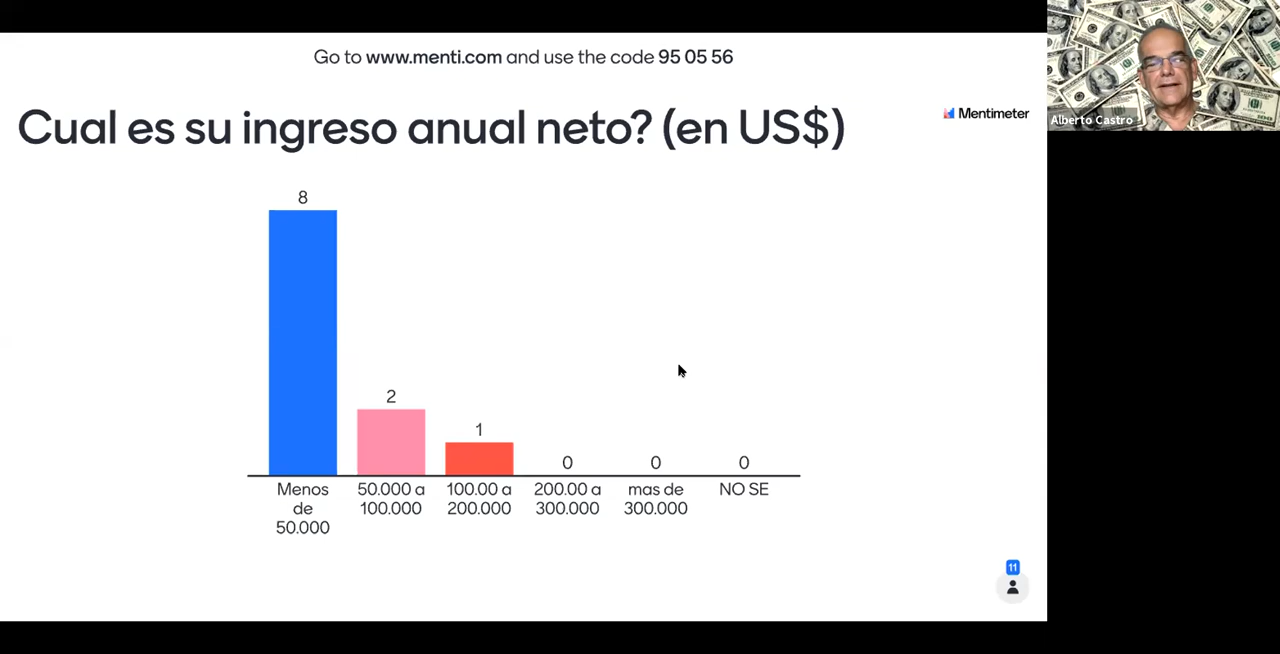 Go to www.menti.com and use the code 95 05 56
Cual es su ingreso anual neto? (en US$)
Mentimeter
Alberto Castro
8
2
1
0
0
0
Menos
de
50.000
50.000 a
100.000
100.00 a
200.000
200.00 a
300.000
mas de
300.000
NO SE
11